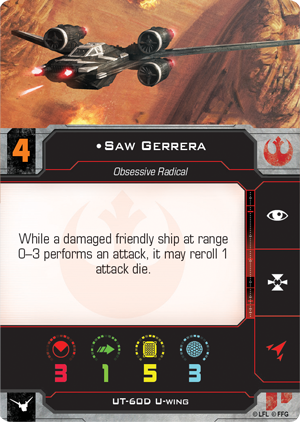 4
•Saw Gerrera
Obsessive Radical
While a damaged friendly ship at range
0–3 performs an attack, it may reroll 1
attack die.
3 1 5 3
UT-60D U-wing
©LFL ©FFG